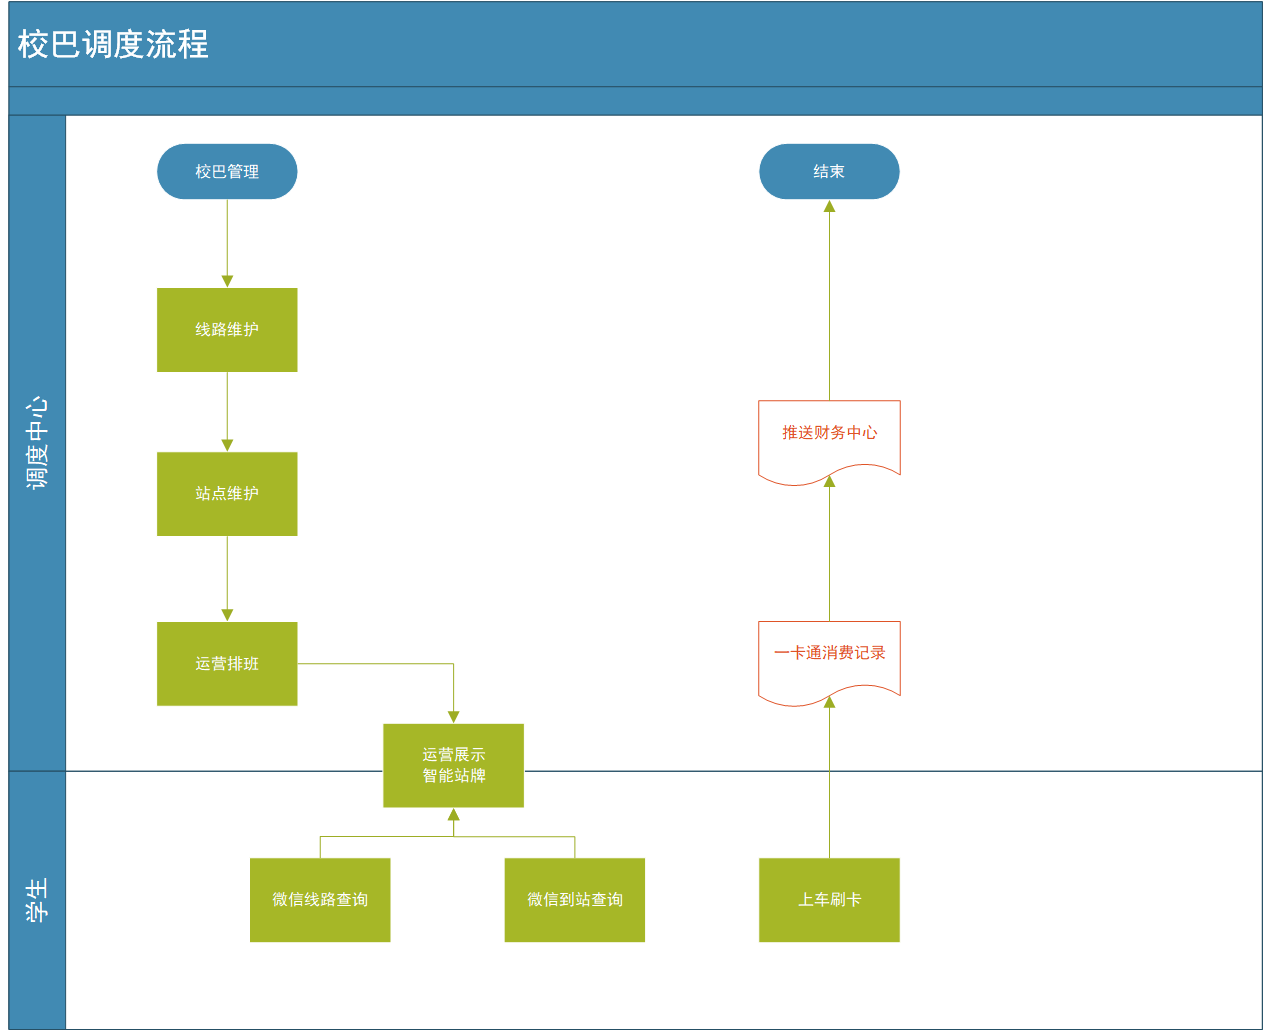 校巴调度流程
调度中心
校巴管理
结束
线路维护
推送财务中心
站点维护
运营排班
一卡通消费记录
运营展示
智能站牌
学生
微信线路查询
微信到站查询
上车刷卡